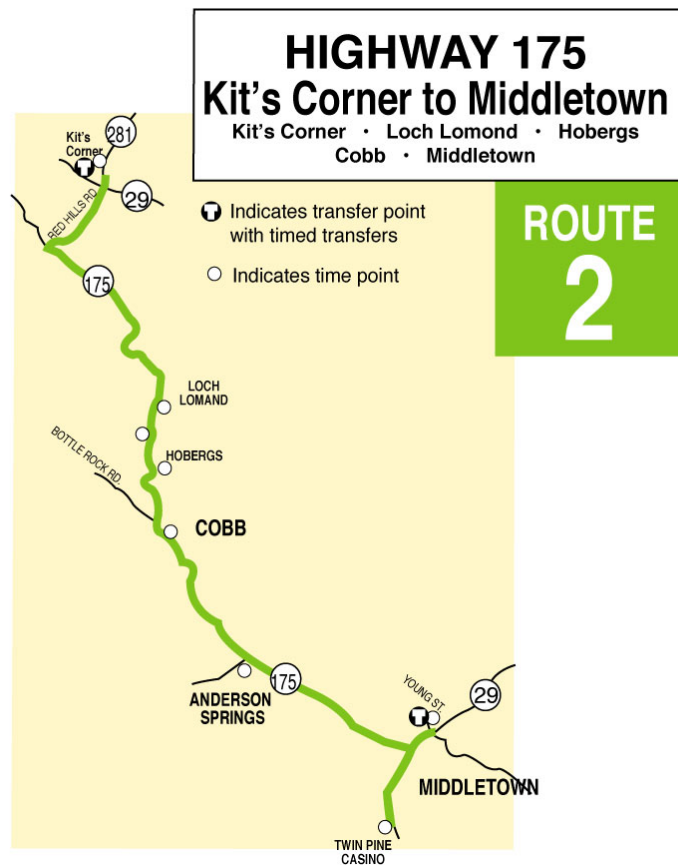 HIGHWAY 175
Kit's Corner to Middletown
Kit's Corner · Loch Lomond · Hobergs
Cobb · Middletown
ROUTE
2
T Indicates transfer point
with timed transfers
Indicates time point
281
Kit's
Corner
T
29
RED HILLS RD.
175
LOCH
LOMAND
HOBERGS
BOTTLE ROCK RD.
COBB
ANDERSON
SPRINGS
175
YOUNG ST.
29
T
MIDDLETOWN
TWIN PINE
CASINO